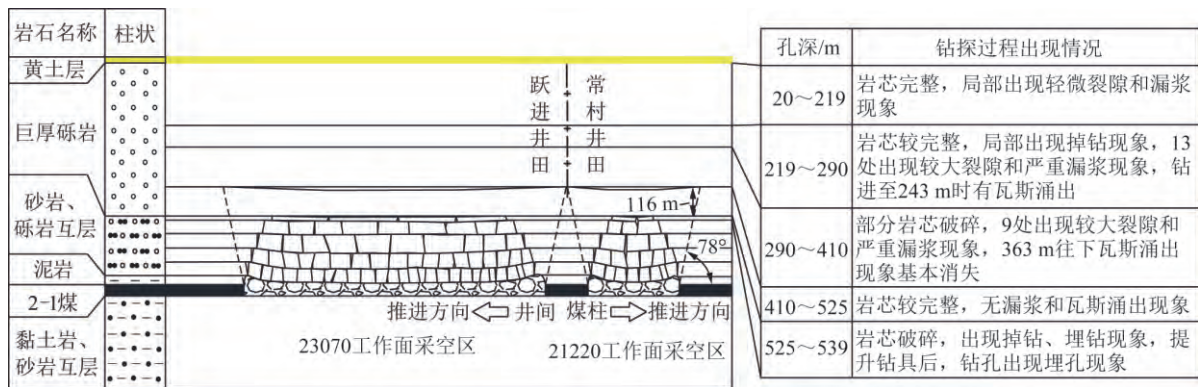 岩石名称 柱状
黄土层
巨厚砾岩
砂岩、
砾岩互层
泥岩
2-1煤
黏土岩、
砂岩互层
跃进井田
常村井田
116 m
78°
推进方向 井间 煤柱 推进方向
23070工作面采空区 21220工作面采空区
孔深/m 钻探过程出现情况
20～219 岩芯完整，局部出现轻微裂隙和漏浆
现象
219～290 岩芯较完整，局部出现掉钻现象，13
处出现较大裂隙和严重漏浆现象，钻
进至243 m时有瓦斯涌出
290～410 部分岩芯破碎，9处出现较大裂隙和
严重漏浆现象，363 m往下瓦斯涌出
现象基本消失
410～525 岩芯较完整，无漏浆和瓦斯涌出现象
525～539 岩芯破碎，出现掉钻、埋钻现象，提
升钻具后，钻孔出现埋孔现象